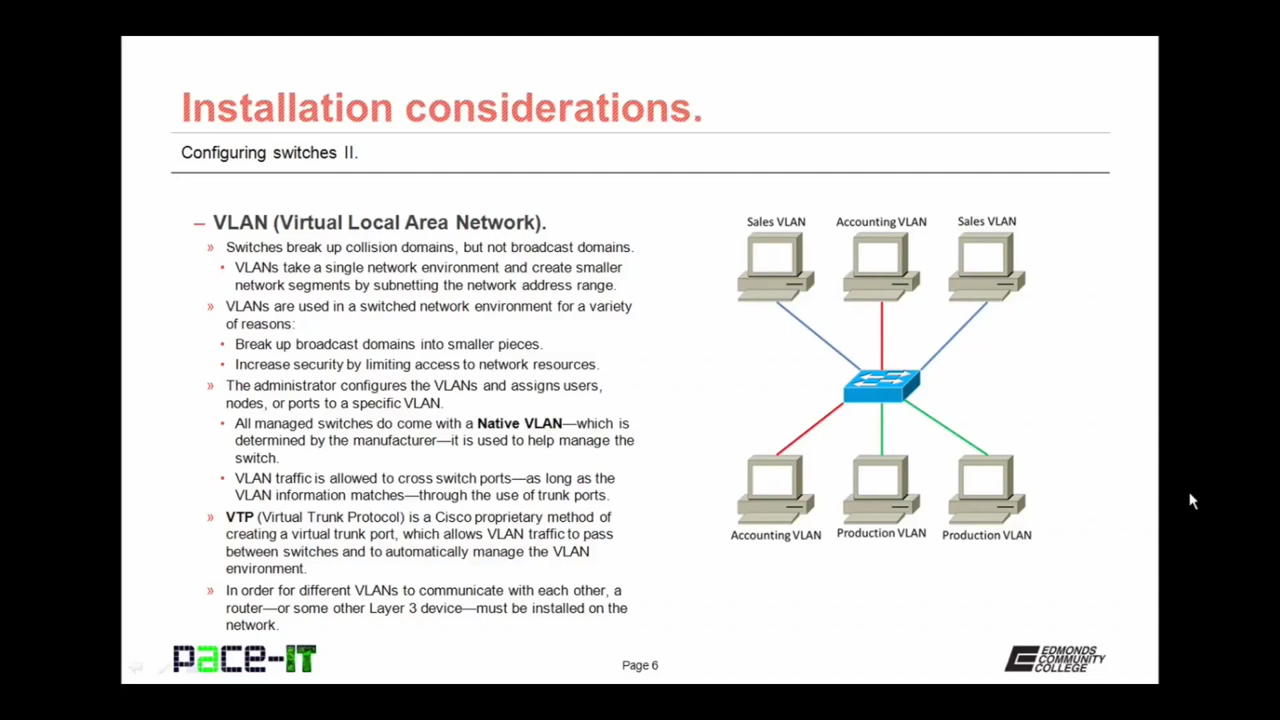 Installation considerations.
Configuring switches II.
– VLAN (Virtual Local Area Network).
» Switches break up collision domains, but not broadcast domains.
• VLANs take a single network environment and create smaller
network segments by subnetting the network address range.
» VLANs are used in a switched network environment for a variety
of reasons:
• Break up broadcast domains into smaller pieces.
• Increase security by limiting access to network resources.
» The administrator configures the VLANs and assigns users,
nodes, or ports to a specific VLAN.
• All managed switches do come with a Native VLAN—which is
determined by the manufacturer—it is used to help manage the
switch.
• VLAN traffic is allowed to cross switch ports—as long as the
VLAN information matches—through the use of trunk ports.
» VTP (Virtual Trunk Protocol) is a Cisco proprietary method of
creating a virtual trunk port, which allows VLAN traffic to pass
between switches and to automatically manage the VLAN
environment.
» In order for different VLANs to communicate with each other, a
router—or some other Layer 3 device—must be installed on the
network.
Sales VLAN
Accounting VLAN
Sales VLAN
Accounting VLAN
Production VLAN
Production VLAN
pace-IT
Page 6
EDMONDS
COMMUNITY
COLLEGE